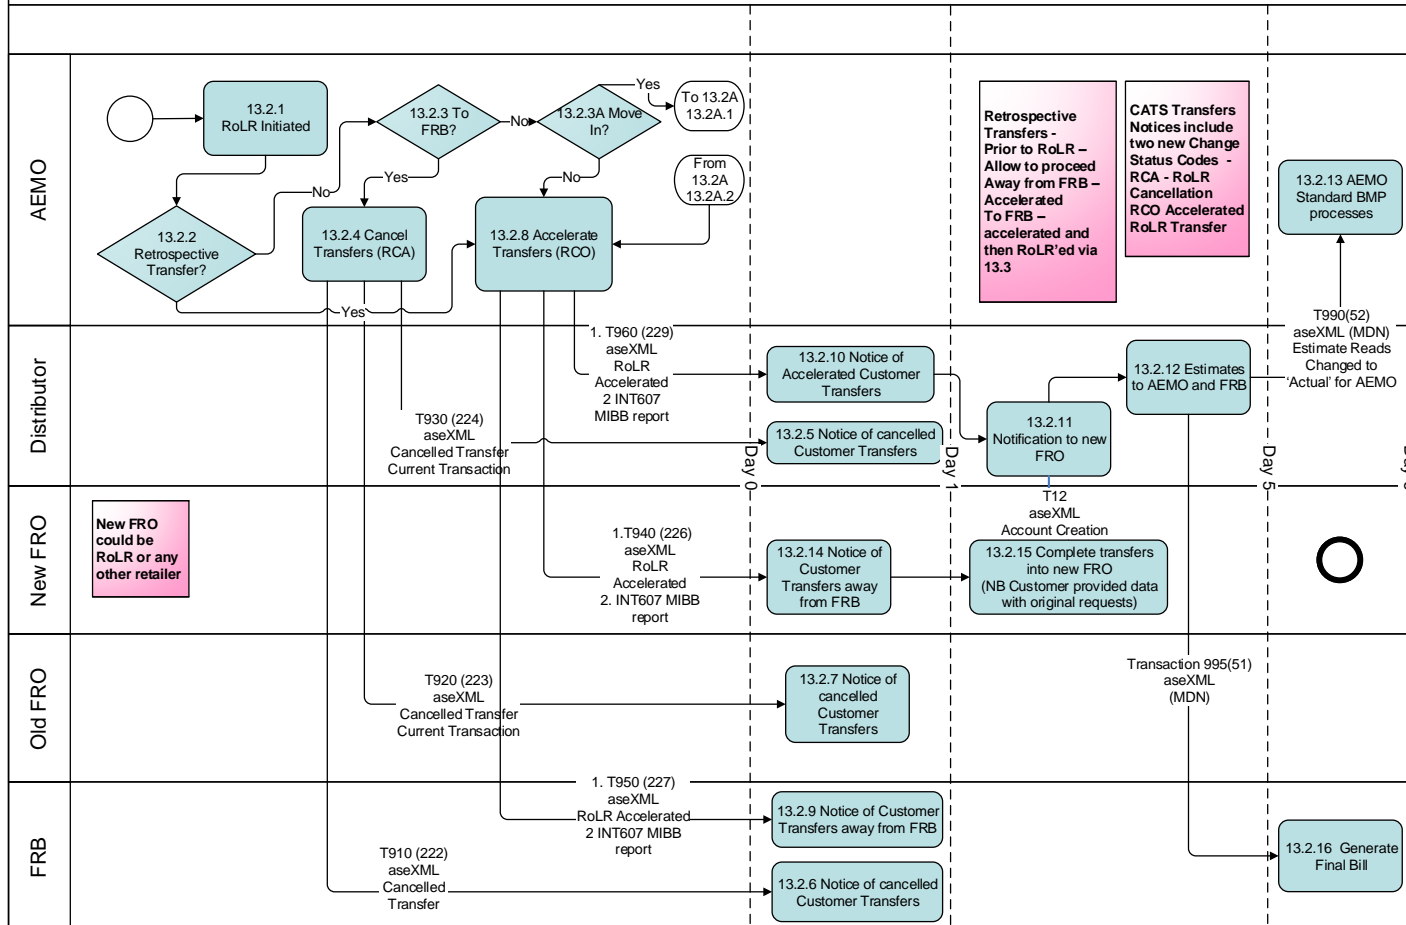 AEMO
13.2.1
RoLR Initiated
13.2.2
Retrospective
Transfer?
No
Yes
13.2.3 To
FRB?
No
Yes
13.2.3A Move
In?
Yes
No
To 13.2A
13.2A.1
From
13.2A
13.2A.2
13.2.4 Cancel
Transfers (RCA)
13.2.8 Accelerate
Transfers (RCO)
Retrospective
Transfers -
Prior to RoLR –
Allow to proceed
Away from FRB –
Accelerated
To FRB –
accelerated and
then RoLR'ed via
13.3
CATS Transfers
Notices include
two new Change
Status Codes -
RCA - RoLR
Cancellation
RCO Accelerated
RoLR Transfer
13.2.13 AEMO
Standard BMP
processes
Distributor
1. T960 (229)
aseXML
RoLR
Accelerated
2 INT607
MIBB report
T930 (224)
aseXML
Cancelled Transfer
Current Transaction
13.2.10 Notice of
Accelerated Customer
Transfers
13.2.5 Notice of cancelled
Customer Transfers
13.2.11
Notification to new
FRO
13.2.12 Estimates
to AEMO and FRB
T990(52)
aseXML (MDN)
Estimate Reads
Changed to
'Actual' for AEMO
Day 0
Day 1
Day 5
New FRO
New FRO
could be
RoLR or any
other retailer
1.T940 (226)
aseXML
RoLR
Accelerated
2. INT607 MIBB
report
13.2.14 Notice of
Customer
Transfers away
from FRB
T12
aseXML
Account Creation
13.2.15 Complete transfers
into new FRO
(NB Customer provided data
with original requests)
Old FRO
T920 (223)
aseXML
Cancelled Transfer
Current Transaction
13.2.7 Notice of
cancelled
Customer
Transfers
Transaction 995(51)
aseXML
(MDN)
FRB
1. T950 (227)
aseXML
RoLR Accelerated
2 INT607 MIBB
report
13.2.9 Notice of Customer
Transfers away from FRB
T910 (222)
aseXML
Cancelled
Transfer
13.2.6 Notice of cancelled
Customer Transfers
13.2.16 Generate
Final Bill